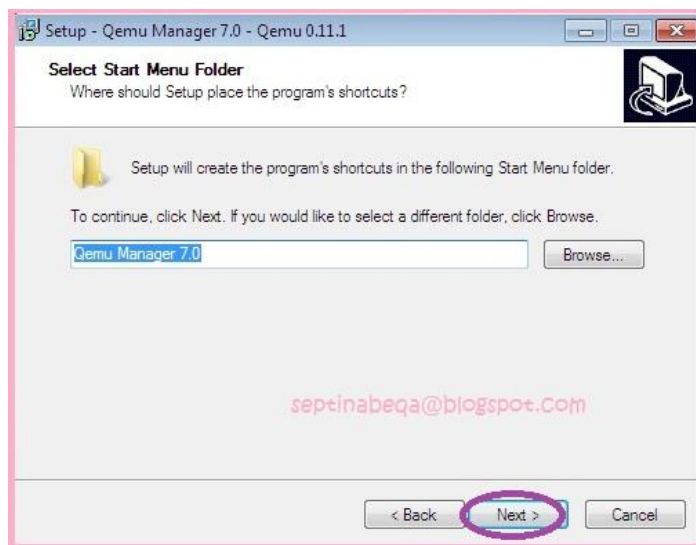 Setup - Qemu Manager 7.0 - Qemu 0.11.1
Select Start Menu Folder
Where should Setup place the program's shortcuts?
Setup will create the program's shortcuts in the following Start Menu folder.
To continue, click Next. If you would like to select a different folder, click Browse.
Qemu Manager 7.0
Browse...
septinabeqa@blogspot.com
< Back
Next >
Cancel